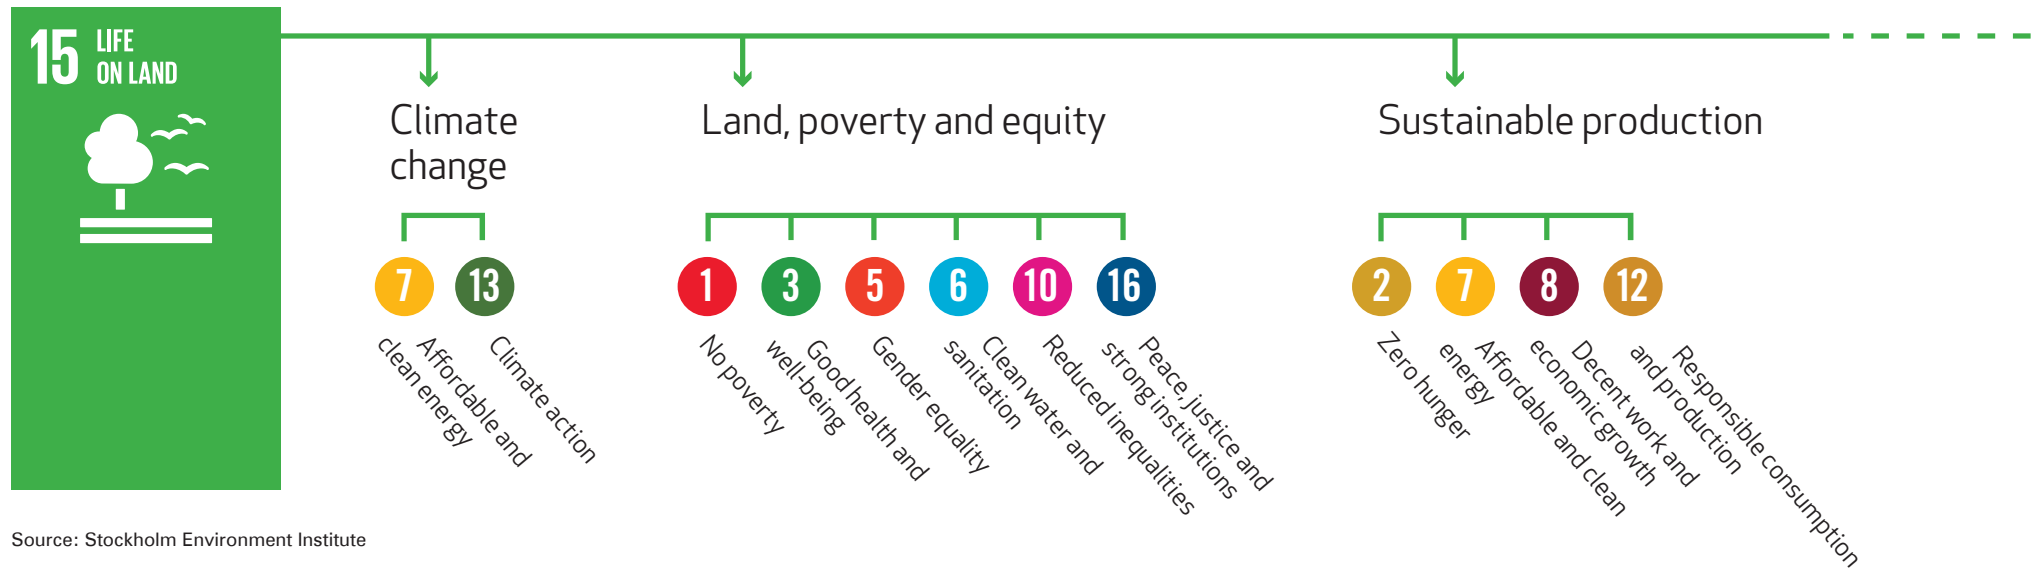 15 LIFE
ON LAND
Climate
change
Land, poverty and equity
Sustainable production
7
13
1
3
5
6
10
16
2
7
8
12
Affordable and
clean energy
Climate action
No poverty
Good health and
well-being
Gender equality
Clean water and
sanitation
Reduced inequalities
Peace, justice and
strong institutions
Zero hunger
Affordable and clean
energy
Decent work and
economic growth
Responsible consumption
and production
Source: Stockholm Environment Institute